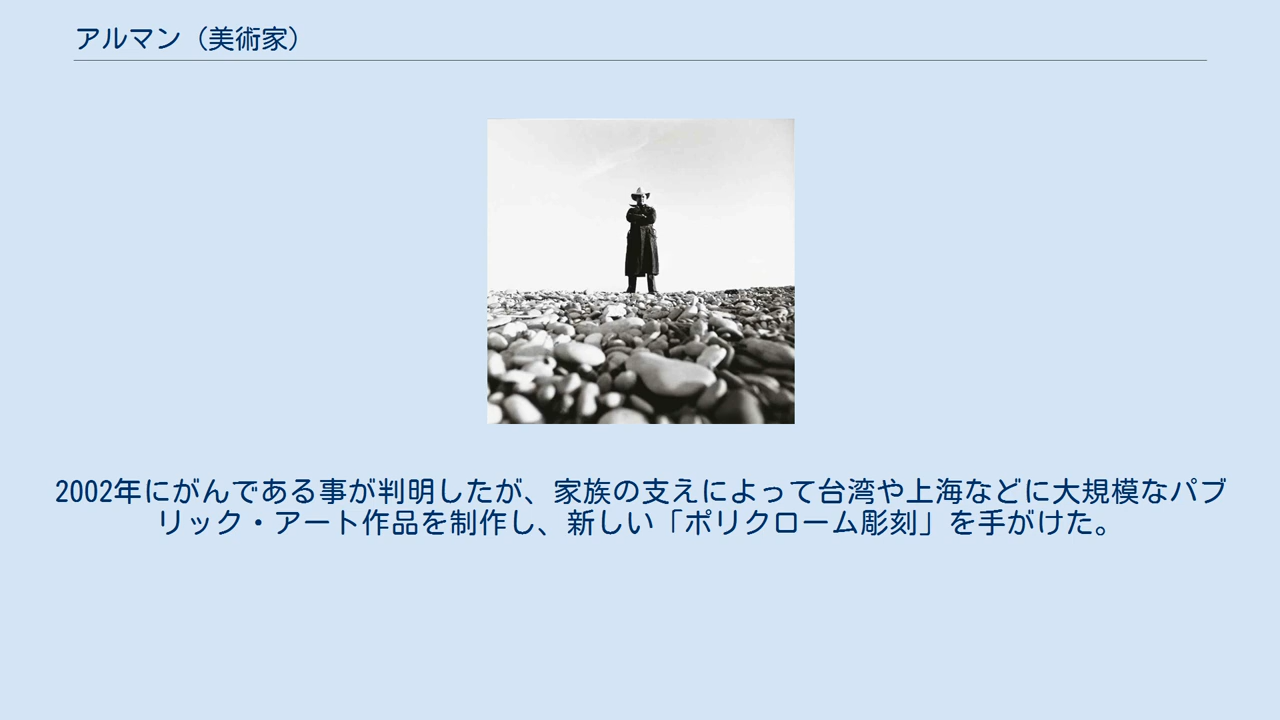 アルマン（美術家）
2002年にがんである事が判明したが、家族の支えによって台湾や上海などに大規模なパブ
リック・アート作品を制作し、新しい「ポリクローム彫刻」を手がけた。